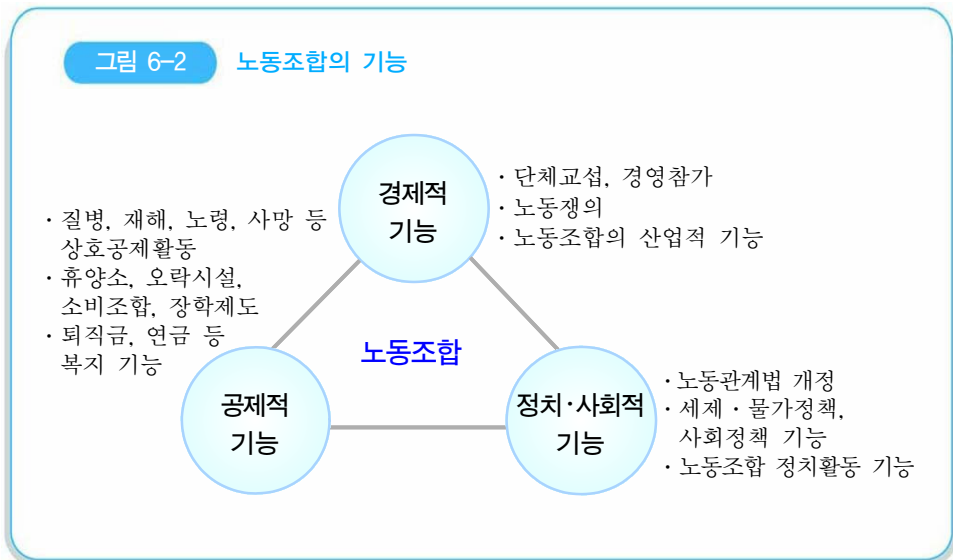 그림 6-2 노동조합의 기능
경제적
기능
· 단체교섭, 경영참가
· 노동쟁의
· 노동조합의 산업적 기능
· 질병, 재해, 노령, 사망 등
상호공제활동
· 휴양소, 오락시설,
소비조합, 장학제도
· 퇴직금, 연금 등
복지 기능
노동조합
공제적
기능
정치·사회적
기능
· 노동관계법 개정
· 세제 · 물가정책,
사회정책 기능
· 노동조합 정치활동 기능